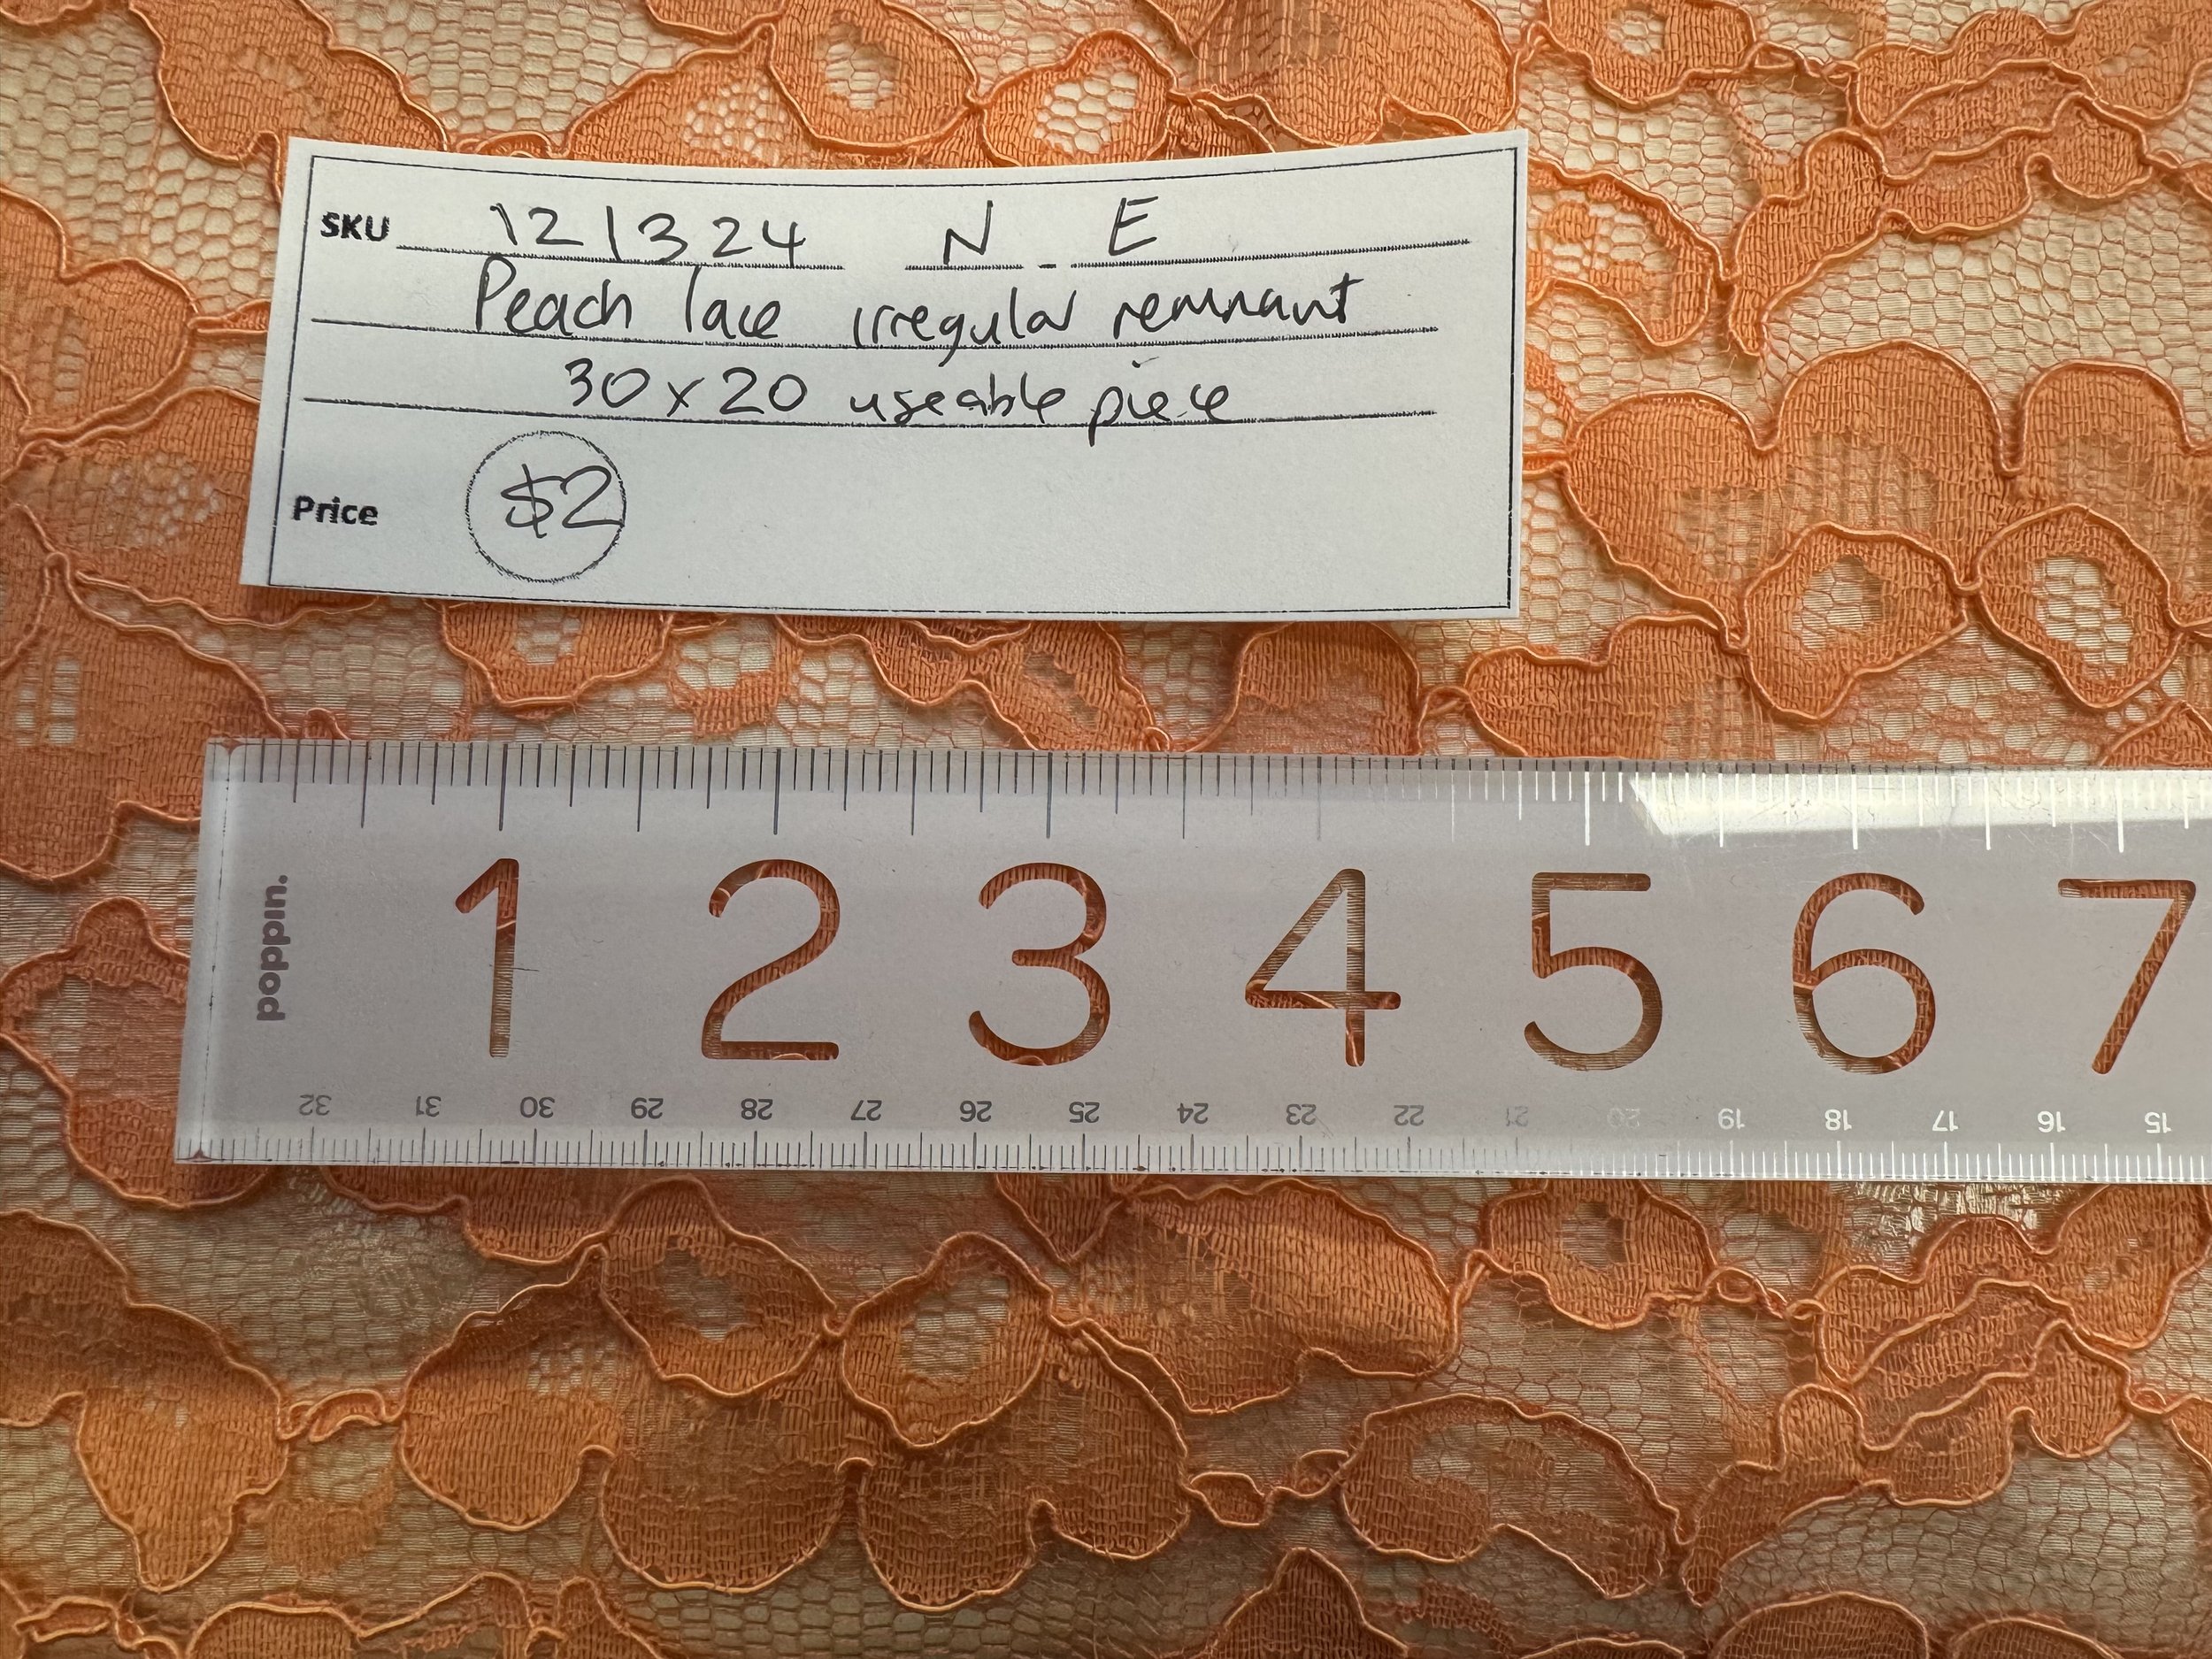 SKU 121324 N - E
Peach lace irregular remnant
30 x 20 useable piece
Price $2
poppin.
1 2 3 4 5 6 7
32 31 30 29 28 27 26 25 24 23 22 21 20 19 18 17 16 15